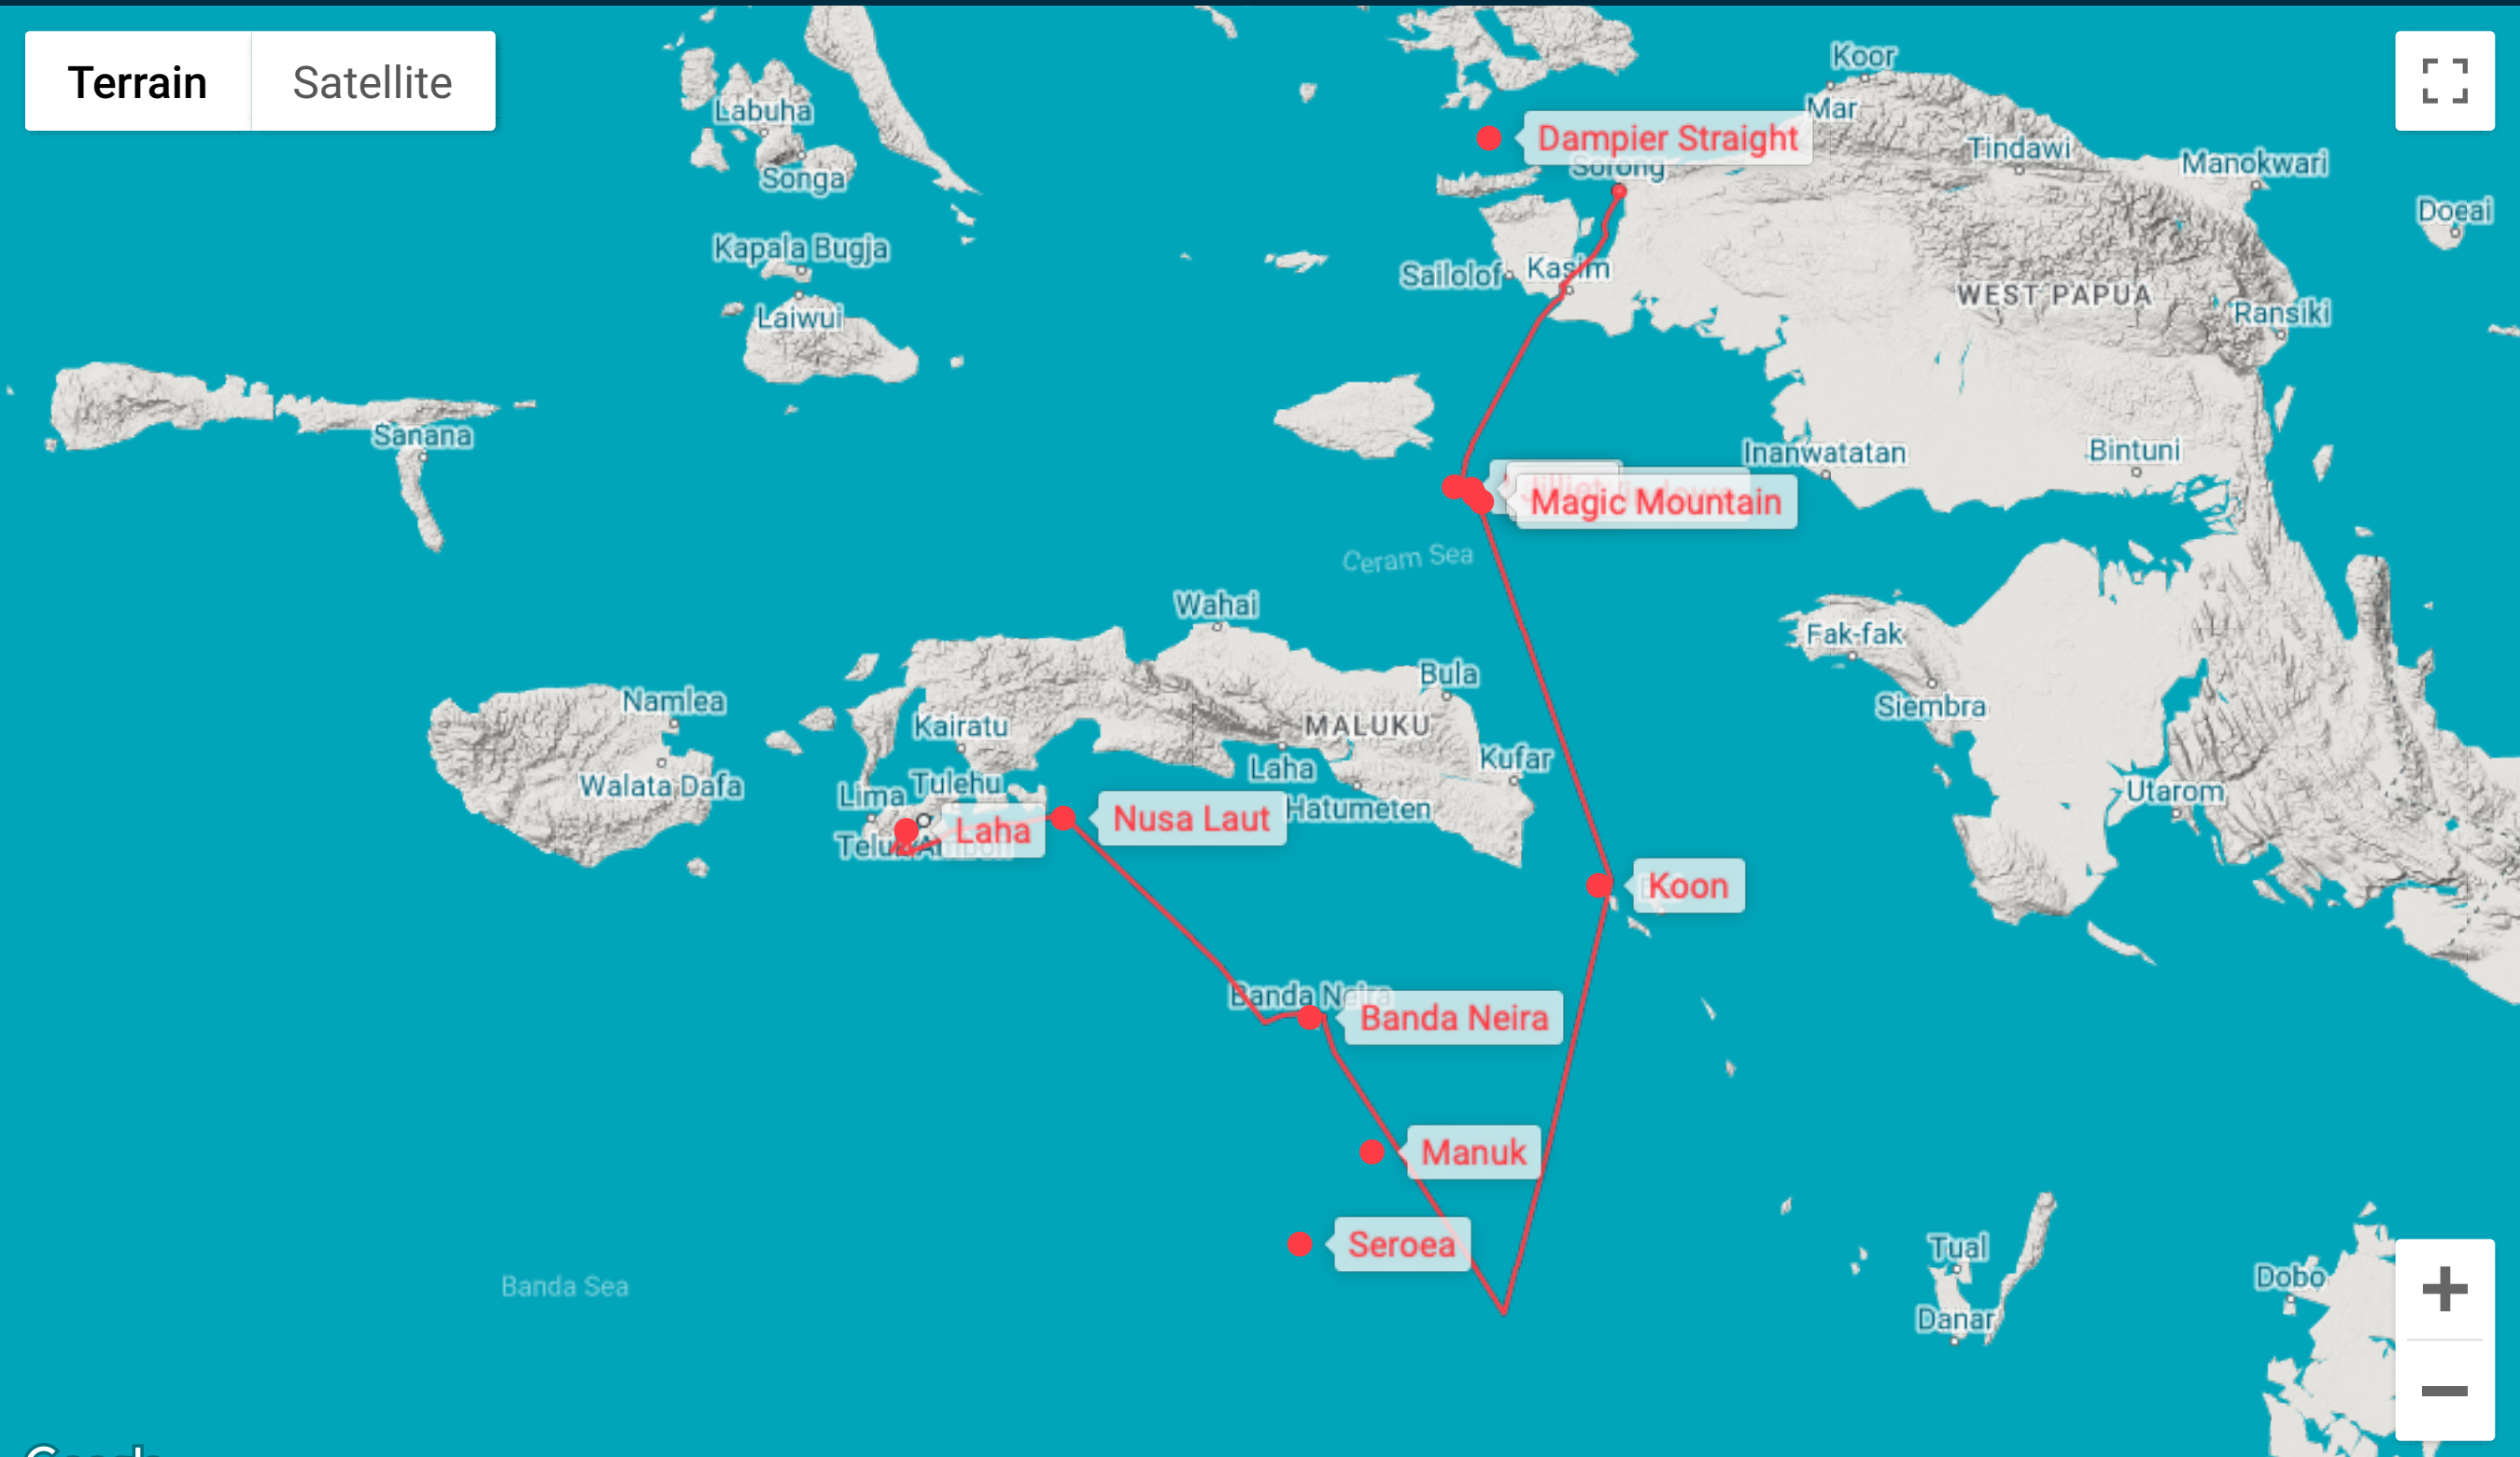 Terrain
Satellite
Koor
Mar
Labuha
Dampier Straight
Sorong
Tindawi
Manokwari
Songa
Doeai
Kapala Bugja
Sailolof
Kasim
WEST PAPUA
Laiwui
Ransiki
Sanana
Inanwatatan
Bintuni
Magic Mountain
Ceram Sea
Wahai
Fak-fak
Bula
Namlea
Siembra
Kairatu
MALUKU
Kufar
Laha
Walata Dafa
Tulehu
Lima
Utarom
Hatumeten
Nusa Laut
Laha
Koon
Banda Neira
Banda Neira
Manuk
Seroea
Tual
Banda Sea
Dobo
Danar